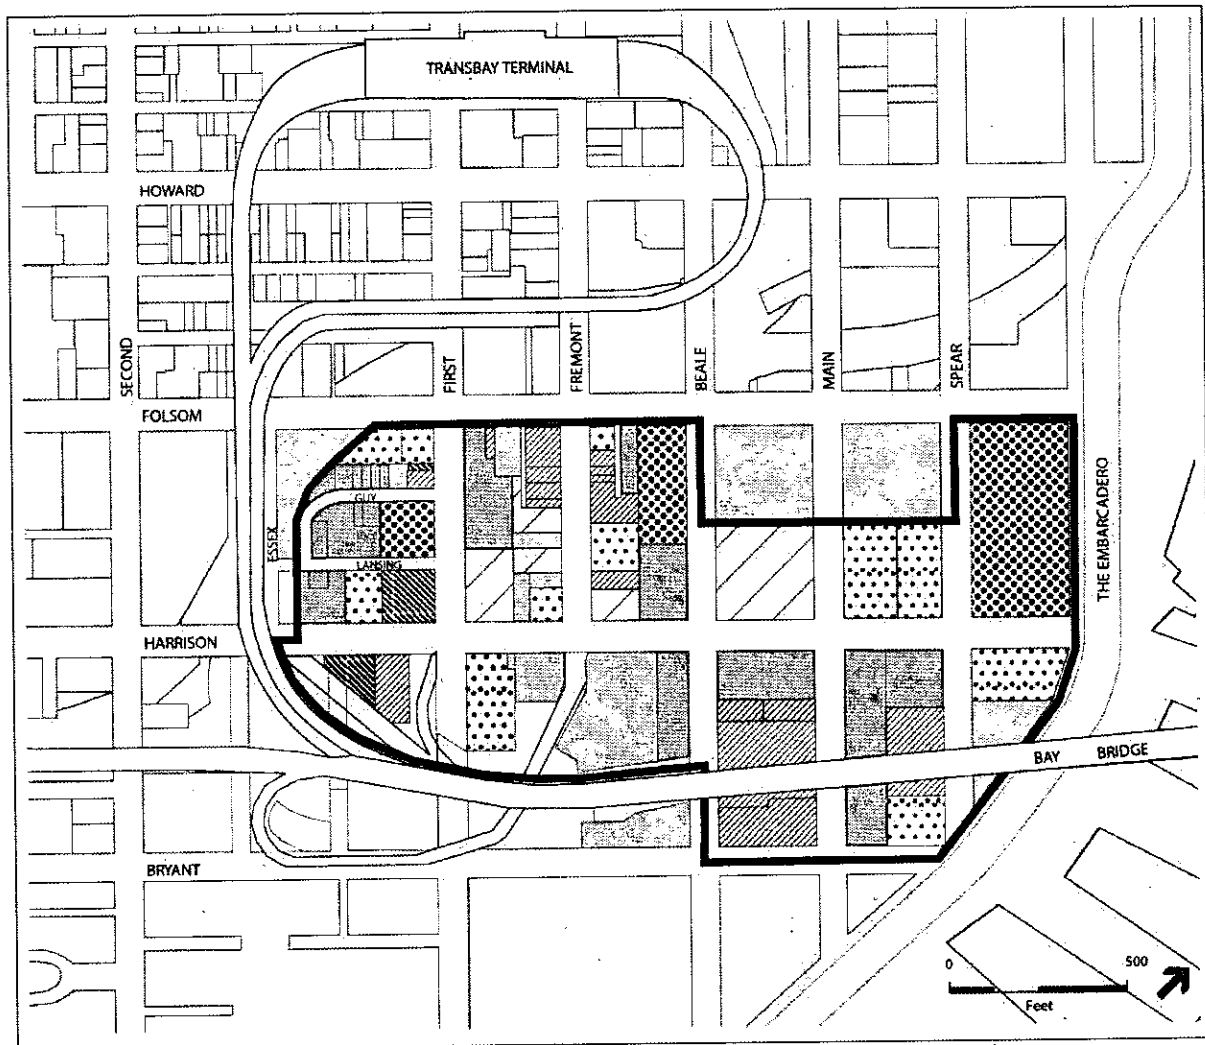 TRANSBAY TERMINAL
HOWARD
SECOND
FIRST
FREMONT
BEALE
MAIN
SPEAR
FOLSOM
THE EMBARCADERO
GUY
ESSEX
LANSING
HARRISON
BAY BRIDGE
BRYANT
0 500
Feet